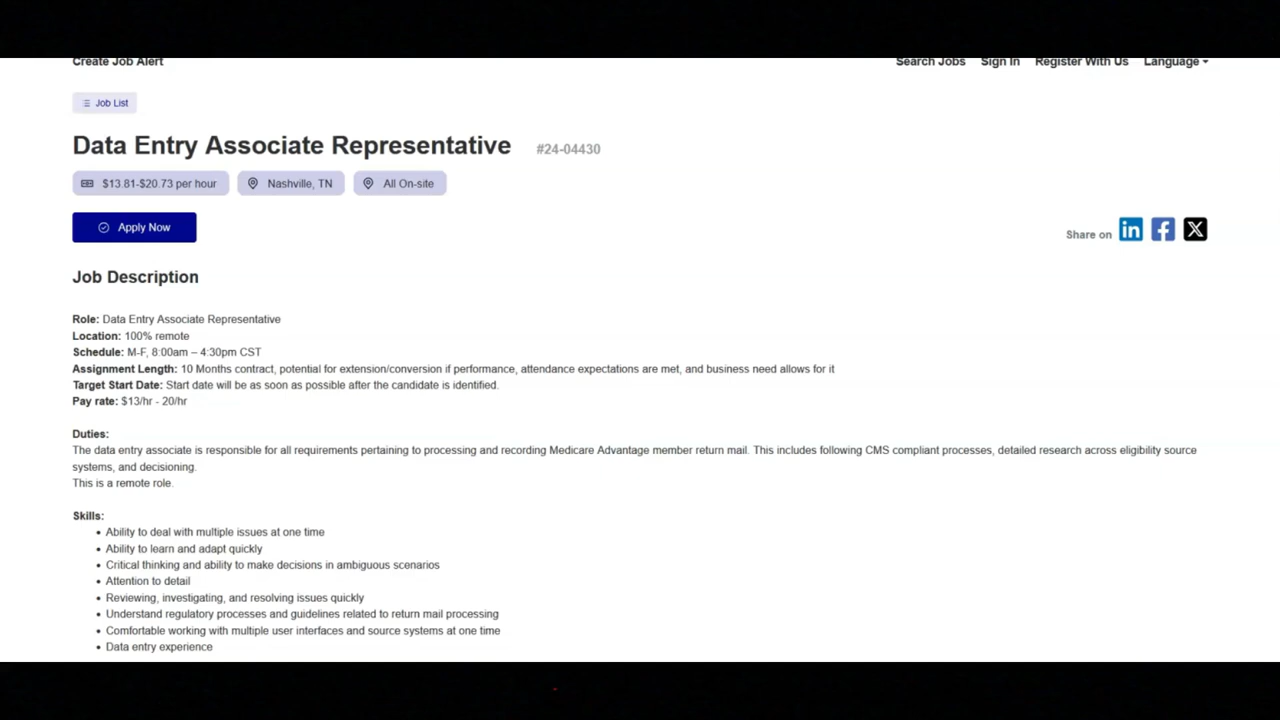 Create Job Alert
Search Jobs Sign In Register With Us Language
Job List
Data Entry Associate Representative #24-04430
$13.81-$20.73 per hour Nashville, TN All On-site
Apply Now
Share on
Job Description
Role: Data Entry Associate Representative
Location: 100% remote
Schedule: M-F, 8:00am – 4:30pm CST
Assignment Length: 10 Months contract, potential for extension/conversion if performance, attendance expectations are met, and business need allows for it
Target Start Date: Start date will be as soon as possible after the candidate is identified.
Pay rate: $13/hr - 20/hr
Duties:
The data entry associate is responsible for all requirements pertaining to processing and recording Medicare Advantage member return mail. This includes following CMS compliant processes, detailed research across eligibility source
systems, and decisioning.
This is a remote role.
Skills:
• Ability to deal with multiple issues at one time
• Ability to learn and adapt quickly
• Critical thinking and ability to make decisions in ambiguous scenarios
• Attention to detail
• Reviewing, investigating, and resolving issues quickly
• Understand regulatory processes and guidelines related to return mail processing
• Comfortable working with multiple user interfaces and source systems at one time
• Data entry experience